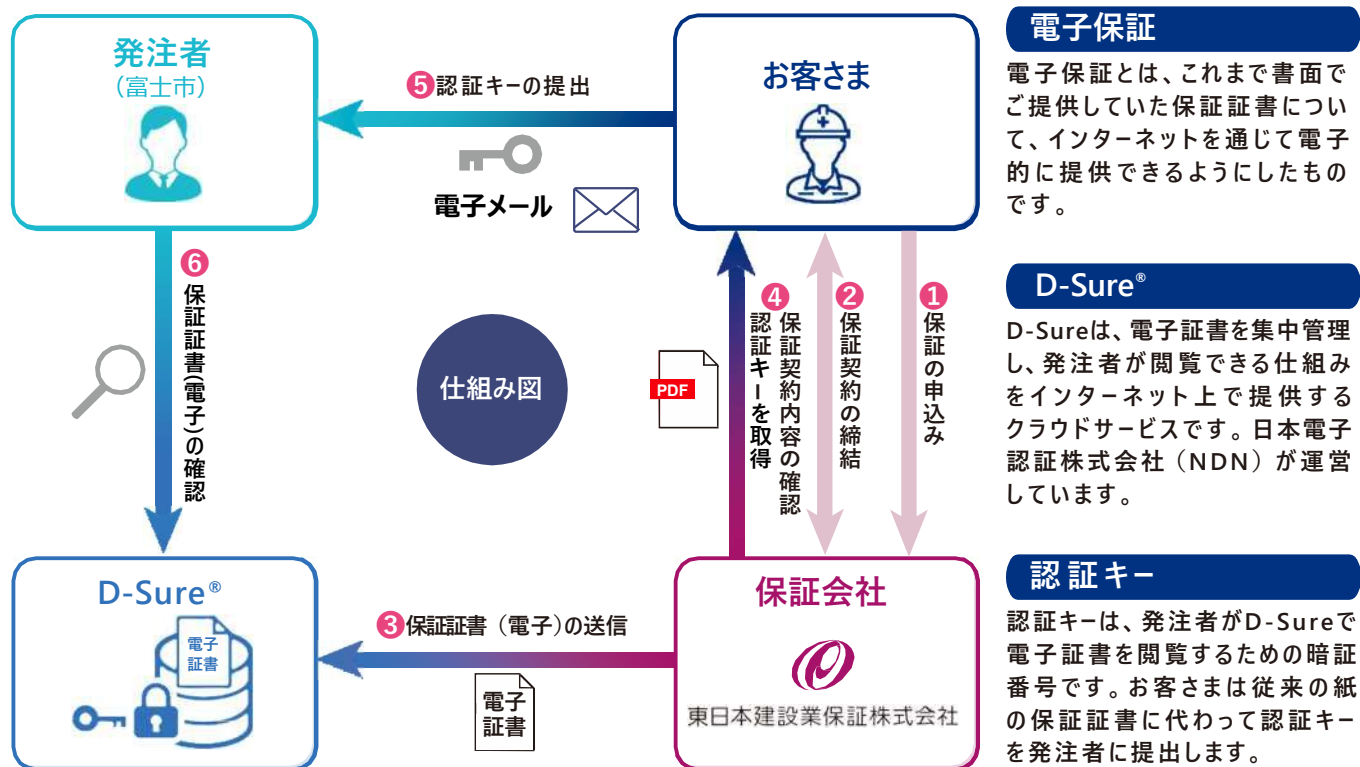 発注者
（富士市）
❺認証キーの提出
電子メール
お客さま
❻
保証証書(電子)の確認
仕組み図
PDF
❹
保証契約内容の確認
認証キーを取得
❷
保証契約の締結
❶
保証の申込み
D-Sure®
電子
証書
❸保証証書（電子）の送信
電子
証書
保証会社
東日本建設業保証株式会社
電子保証
電子保証とは、これまで書面で
ご提供していた保証証書につい
て、インターネットを通じて電子
的に提供できるようにしたもの
です。
D-Sure®
D-Sureは、電子証書を集中管理
し、発注者が閲覧できる仕組み
をインターネット上で提供する
クラウドサービスです。日本電子
認証株式会社（NDN）が運営
しています。
認証キー
認証キーは、発注者がD-Sureで
電子証書を閲覧するための暗証
番号です。お客さまは従来の紙
の保証証書に代わって認証キー
を発注者に提出します。